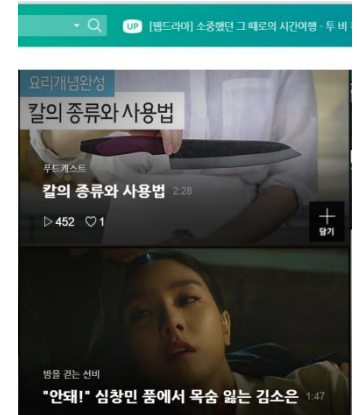 UP [웹드라마] 소중했던 그 때로의 시간여행 - 투 비
요리개념완성
칼의 종류와 사용법
푸드캐스트
칼의 종류와 사용법 2:28
452 1
담기
밤을 걷는 선비
"안돼!" 심창민 품에서 목숨 잃는 김소은 1:47